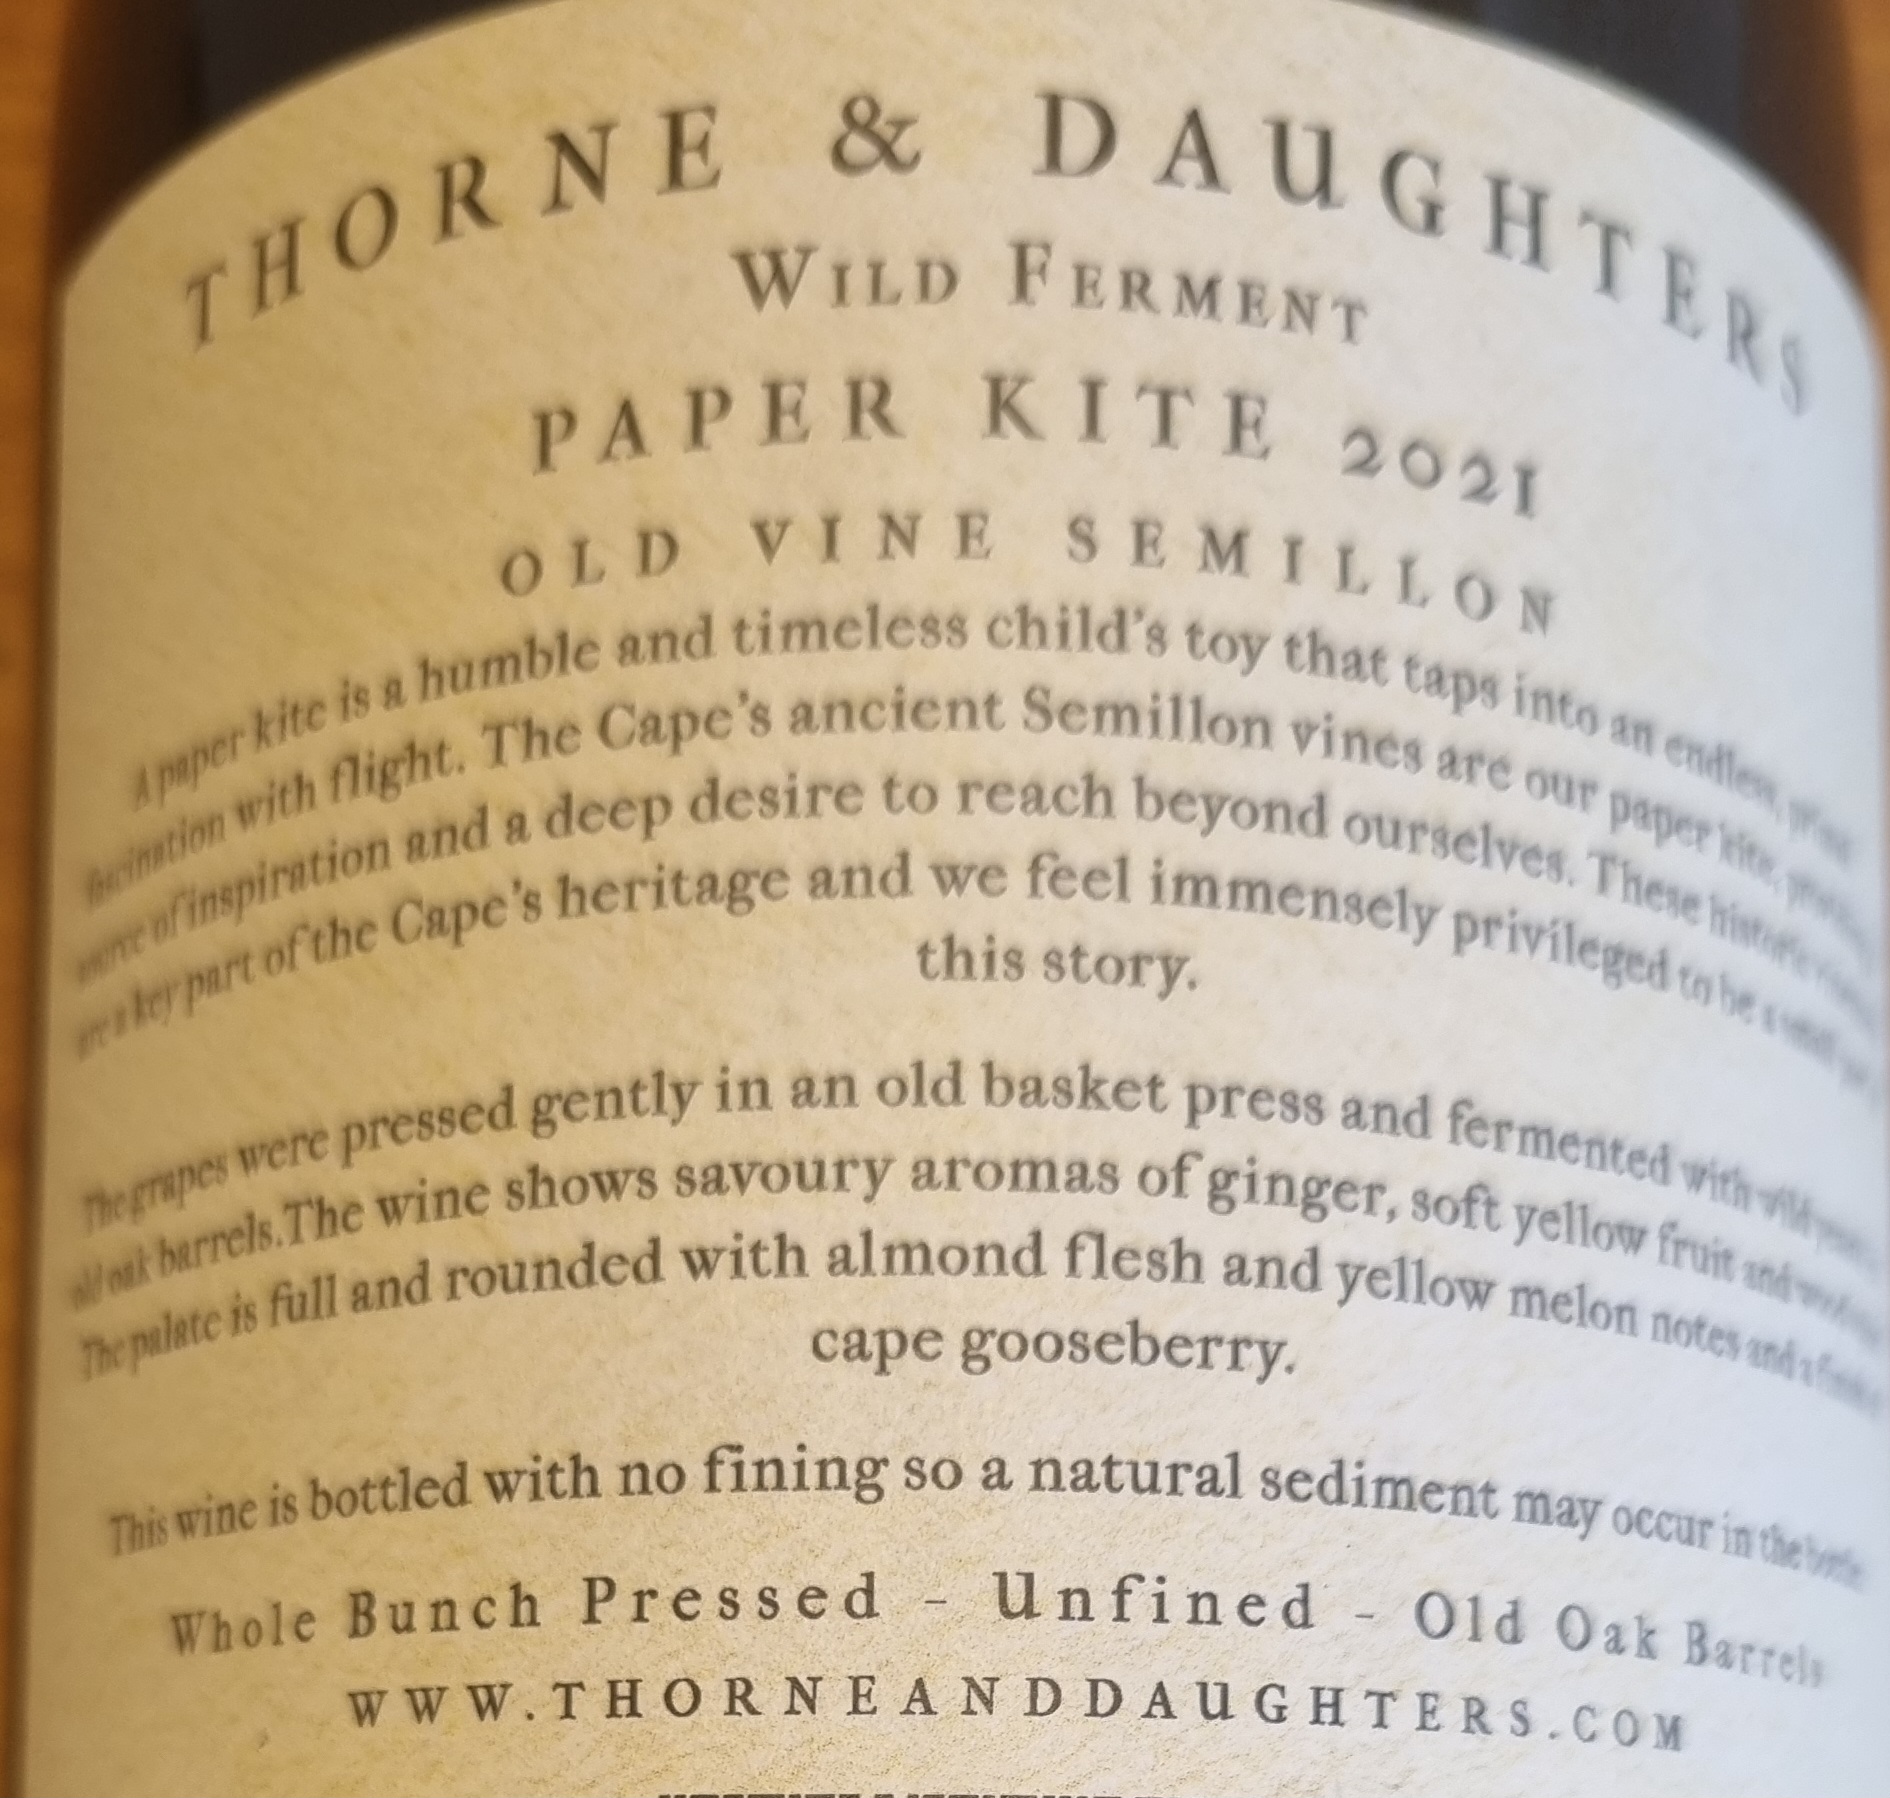 THORNE & DAUGHTERS
WILD FERMENT
PAPER KITE 2021
OLD VINE SEMILLON
A paper kite is a humble and timeless child's toy that taps into an endless,
fascination with flight. The Cape's ancient Semillon vines are our paper kite,
source of inspiration and a deep desire to reach beyond ourselves. These historic
are a key part of the Cape's heritage and we feel immensely privileged to be a small
this story.
The grapes were pressed gently in an old basket press and fermented with wild
old oak barrels.The wine shows savoury aromas of ginger, soft yellow fruit and
The palate is full and rounded with almond flesh and yellow melon notes and a
cape gooseberry.
This wine is bottled with no fining so a natural sediment may occur in the bottle.
Whole Bunch Pressed - Unfined - Old Oak Barrels
WWW.THORNEANDDAUGHTERS.COM